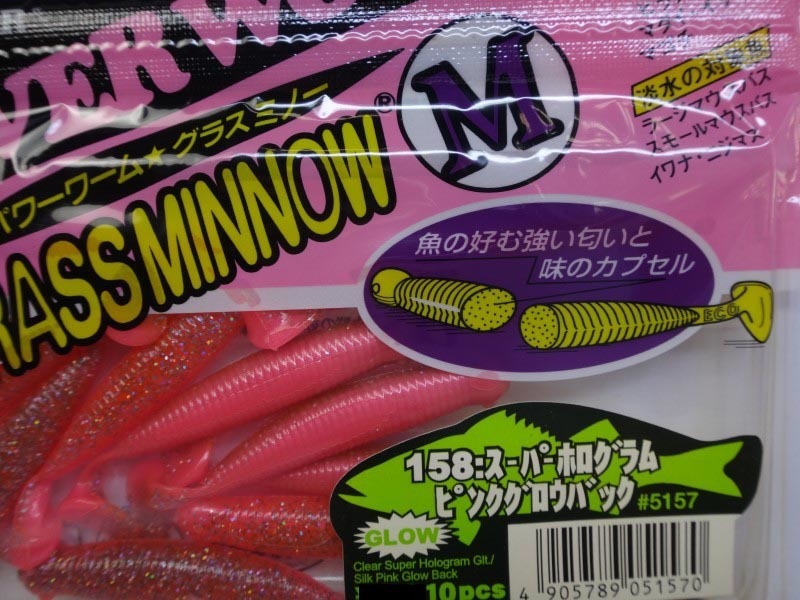 VER W
パワーワーム★グラスミノー
RASSMINNOW®
M
淡水の対象魚
ラージマウスバス
スモールマウスバス
イワナ・ニジマス
魚の好む強い匂いと
味のカプセル
ECO
158:スーパーホログラム
ピンクグロウバック #5157
GLOW
Clear Super Hologram Glt./
Silk Pink Glow Back
10pcs
4 905789 051570